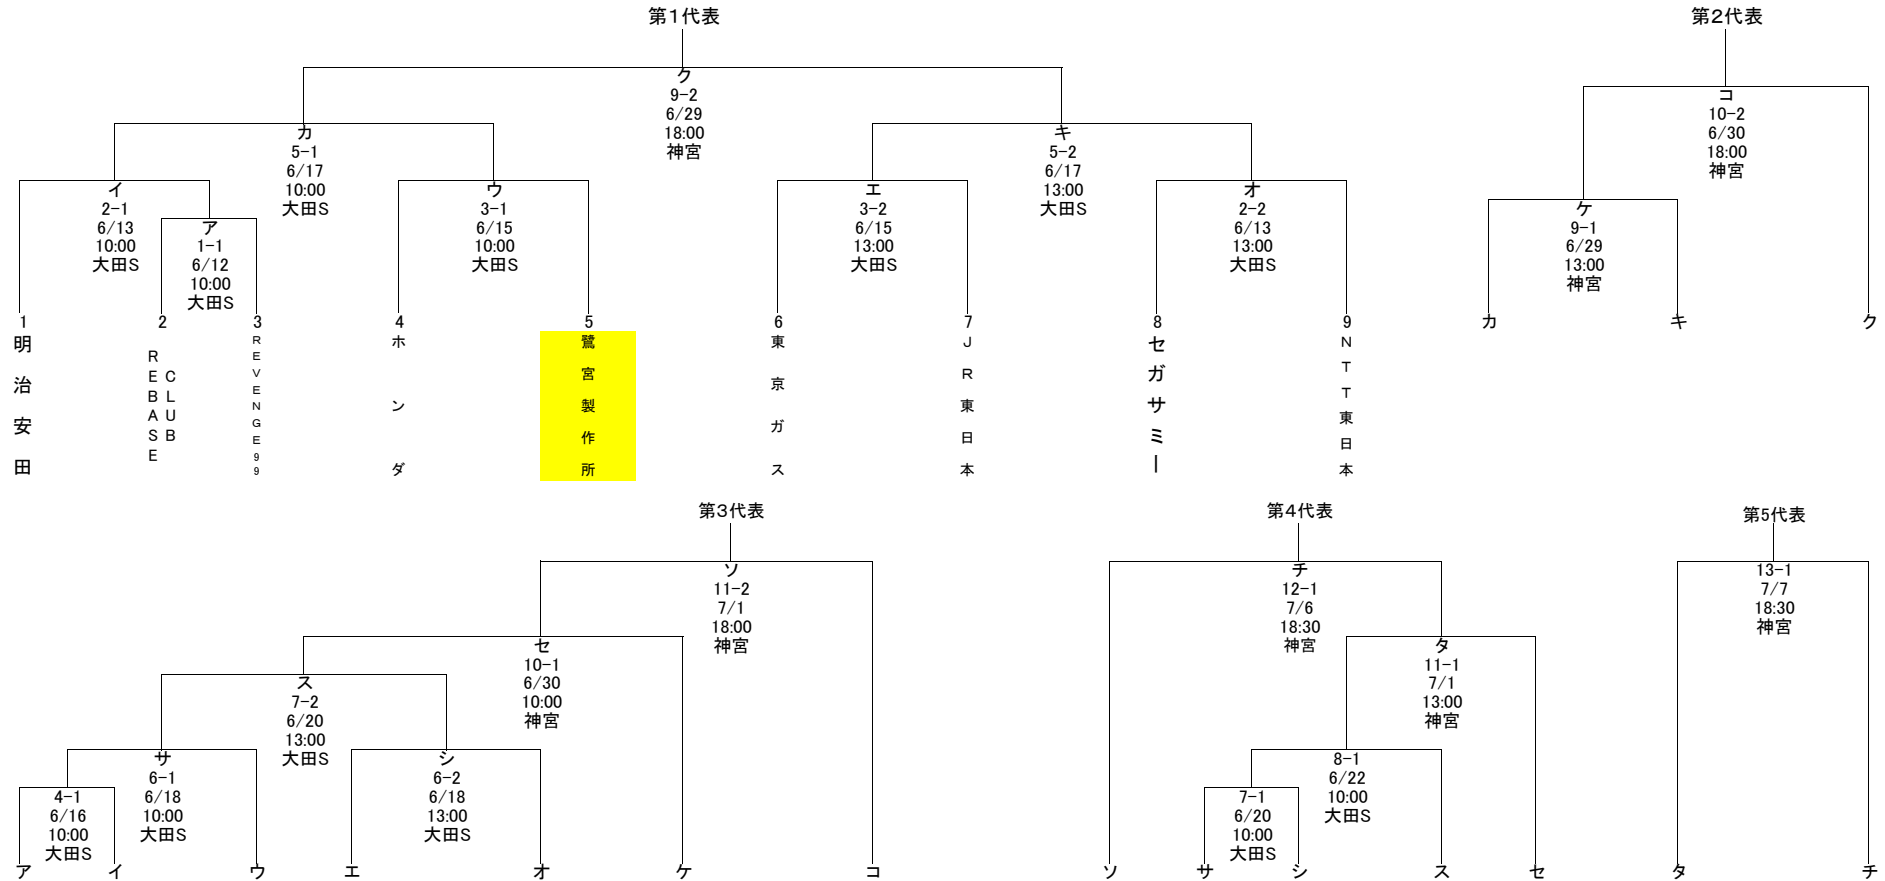 第1代表
第2代表
ク
9-2
6/29
18:00
神宮
コ
10-2
6/30
18:00
神宮
カ
5-1
6/17
10:00
大田S
キ
5-2
6/17
13:00
大田S
イ
2-1
6/13
10:00
大田S
ア
1-1
6/12
10:00
大田S
ウ
3-1
6/15
10:00
大田S
エ
3-2
6/15
13:00
大田S
オ
2-2
6/13
13:00
大田S
ケ
9-1
6/29
13:00
神宮
1
明治安田
2
REBASE
CLUB
3
REVENGE99
4
ホンダ
5
鷺宮製作所
6
東京ガス
7
JR東日本
8
セガサミー
9
NTT東日本
カ
キ
ク
第3代表
第4代表
第5代表
ソ
11-2
7/1
18:00
神宮
チ
12-1
7/6
18:30
神宮
13-1
7/7
18:30
神宮
セ
10-1
6/30
10:00
神宮
タ
11-1
7/1
13:00
神宮
ス
7-2
6/20
13:00
大田S
サ
6-1
6/18
10:00
大田S
シ
6-2
6/18
13:00
大田S
8-1
6/22
10:00
大田S
4-1
6/16
10:00
大田S
7-1
6/20
10:00
大田S
ア
イ
ウ
エ
オ
ケ
コ
ソ
サ
シ
ス
セ
タ
チ